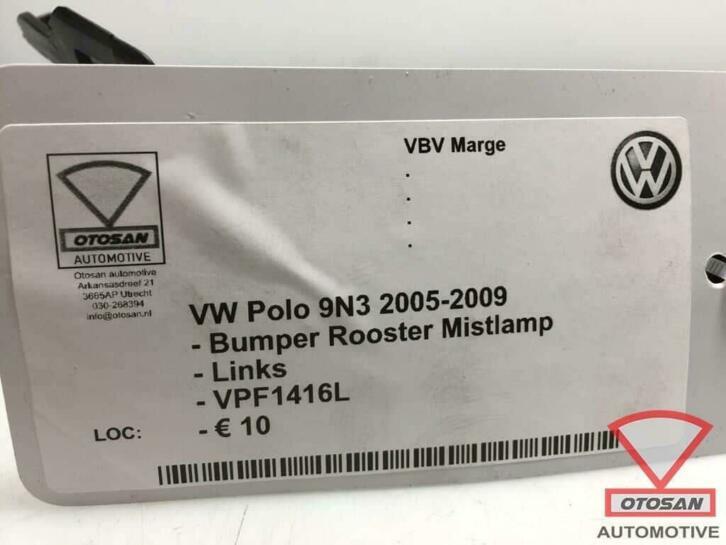 VBV Marge
OTOSAN
AUTOMOTIVE
Otosan automotive
Arkansasdreef 21
3565AP Utrecht
030-268394
info@otosan.nl
VW Polo 9N3 2005-2009
- Bumper Rooster Mistlamp
- Links
- VPF1416L
LOC: - € 10
OTOSAN
AUTOMOTIVE